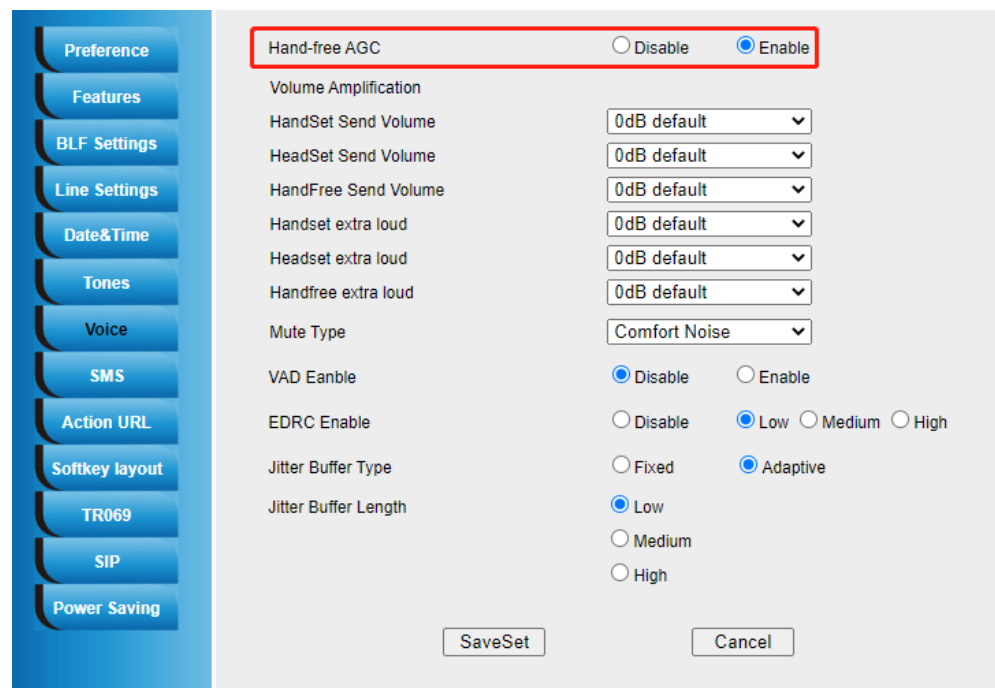 Preference
Features
BLF Settings
Line Settings
Date&Time
Tones
Voice
SMS
Action URL
Softkey layout
TR069
SIP
Power Saving
Hand-free AGC Disable Enable
Volume Amplification
HandSet Send Volume 0dB default
HeadSet Send Volume 0dB default
HandFree Send Volume 0dB default
Handset extra loud 0dB default
Headset extra loud 0dB default
Handfree extra loud 0dB default
Mute Type Comfort Noise
VAD Eanble Disable Enable
EDRC Enable Disable Low Medium High
Jitter Buffer Type Fixed Adaptive
Jitter Buffer Length Low
Medium
High
SaveSet Cancel